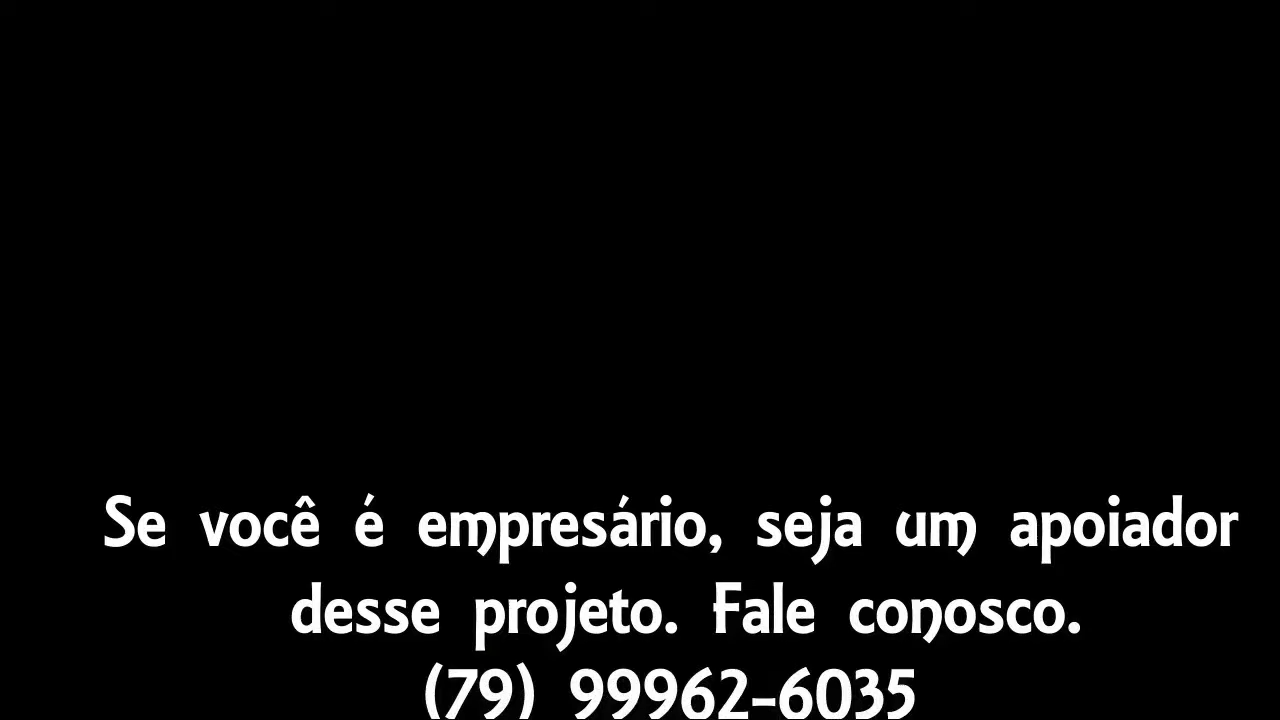 Se você é empresário, seja um apoiador
desse projeto. Fale conosco.
(79) 99962-6035